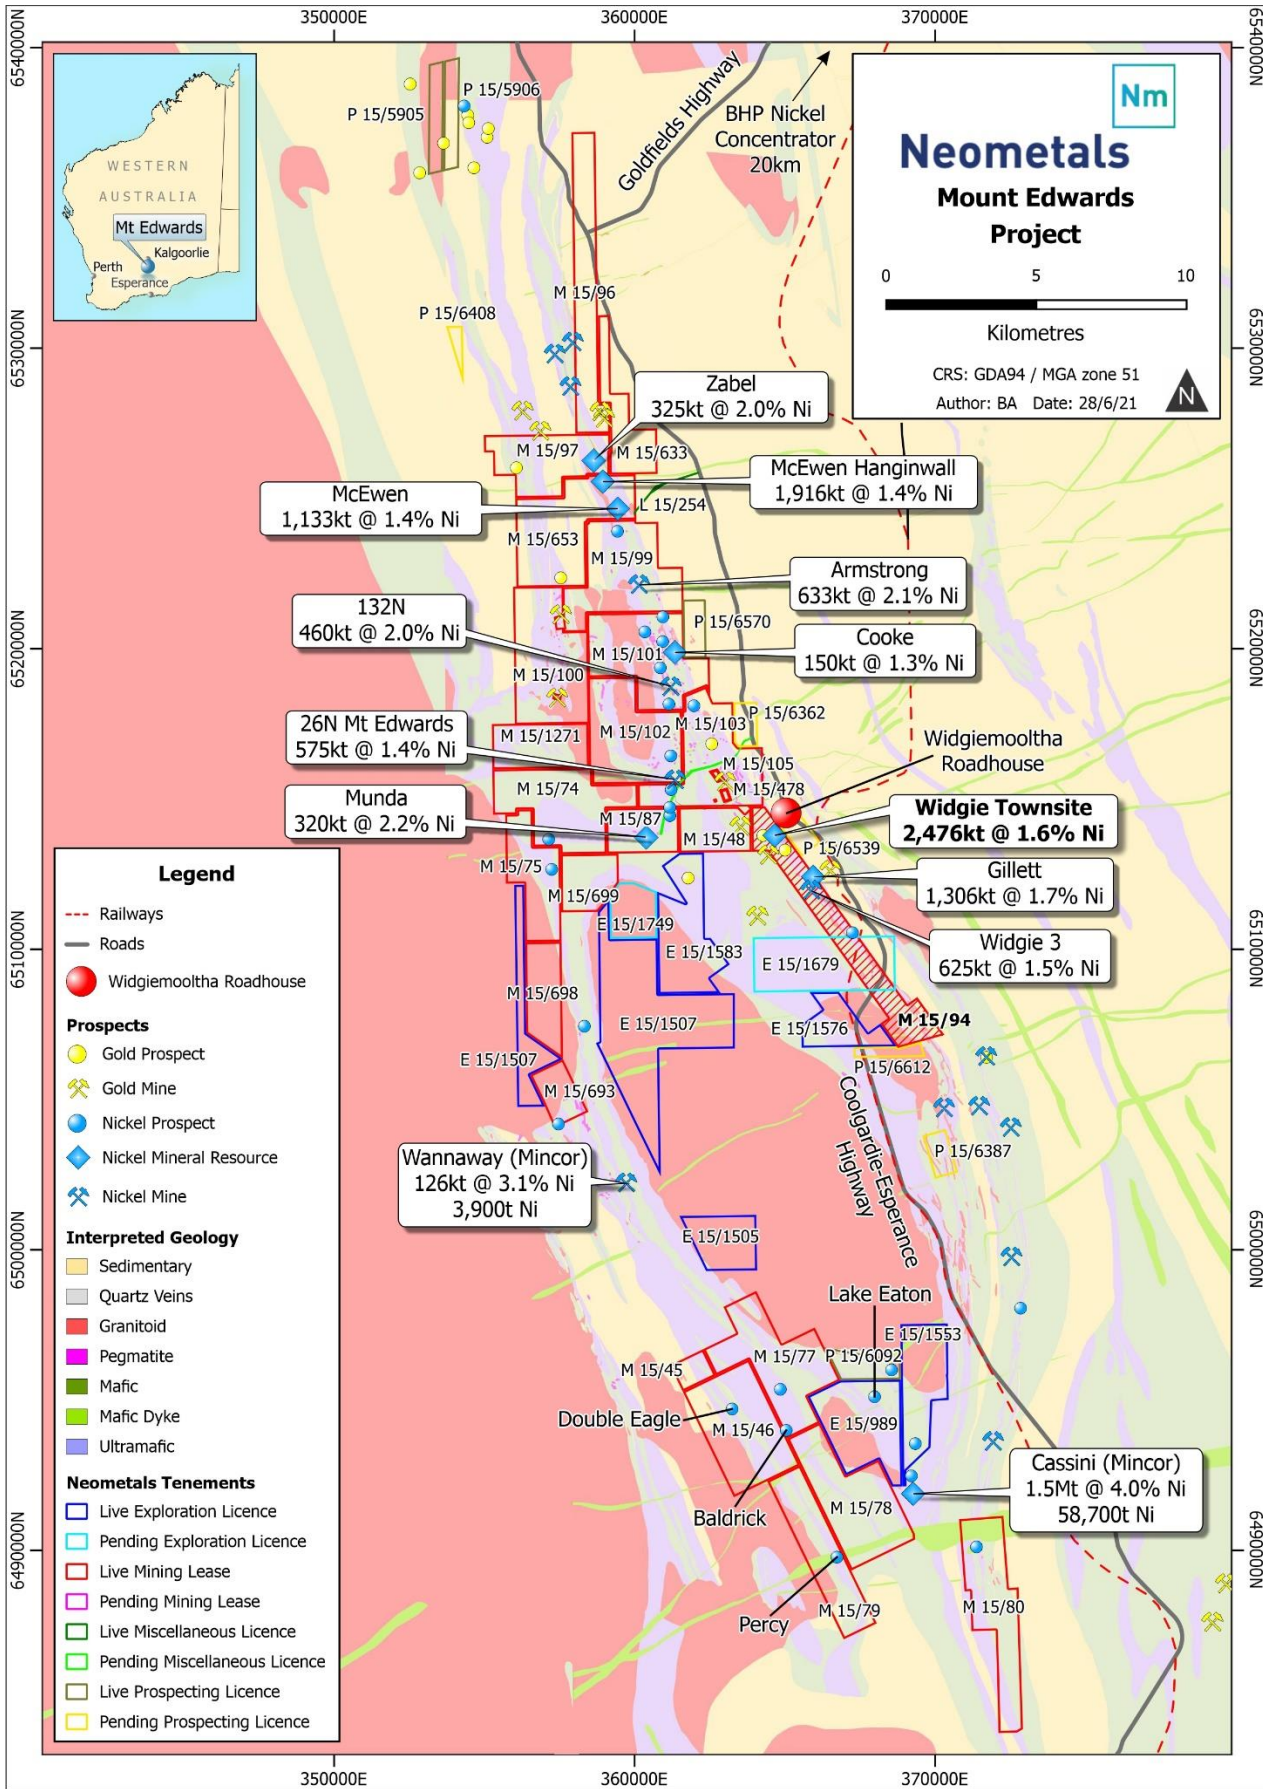 350000E
360000E
370000E
6540000N
6540000N
6530000N
6530000N
6520000N
6520000N
6510000N
6510000N
6500000N
6500000N
6490000N
6490000N
350000E
360000E
370000E
WESTERN
AUSTRALIA
Mt Edwards
Kalgoorlie
Perth
Esperance
Nm
Neometals
Mount Edwards
Project
0
5
10
Kilometres
CRS: GDA94 / MGA zone 51
Author: BA Date: 28/6/21
N
P 15/5906
P 15/5905
Goldfields Highway
BHP Nickel
Concentrator
20km
M 15/96
P 15/6408
Zabel
325kt @ 2.0% Ni
M 15/97
M 15/633
McEwen Hanginwall
1,916kt @ 1.4% Ni
McEwen
1,133kt @ 1.4% Ni
L 15/254
M 15/653
M 15/99
Armstrong
633kt @ 2.1% Ni
132N
460kt @ 2.0% Ni
P 15/6570
Cooke
150kt @ 1.3% Ni
M 15/101
M 15/100
P 15/6362
26N Mt Edwards
575kt @ 1.4% Ni
M 15/1271
M 15/102
M 15/103
M 15/105
Widgiemooltha
Roadhouse
M 15/74
M 15/478
Munda
320kt @ 2.2% Ni
M 15/87
M 15/48
Widgie Townsite
2,476kt @ 1.6% Ni
P 15/6539
M 15/75
Gillett
1,306kt @ 1.7% Ni
M 15/699
E 15/1749
E 15/1583
E 15/1679
Widgie 3
625kt @ 1.5% Ni
M 15/698
E 15/1507
E 15/1576
M 15/94
E 15/1507
P 15/6612
M 15/693
Coolgardie-Esperance
Highway
P 15/6387
Wannaway (Mincor)
126kt @ 3.1% Ni
3,900t Ni
E 15/1505
Lake Eaton
E 15/1553
M 15/77
P 15/6092
M 15/45
Double Eagle
M 15/46
E 15/989
Cassini (Mincor)
1.5Mt @ 4.0% Ni
58,700t Ni
Baldrick
M 15/78
Percy
M 15/79
M 15/80
Legend
Railways
Roads
Widgiemooltha Roadhouse
Prospects
Gold Prospect
Gold Mine
Nickel Prospect
Nickel Mineral Resource
Nickel Mine
Interpreted Geology
Sedimentary
Quartz Veins
Granitoid
Pegmatite
Mafic
Mafic Dyke
Ultramafic
Neometals Tenements
Live Exploration Licence
Pending Exploration Licence
Live Mining Lease
Pending Mining Lease
Live Miscellaneous Licence
Pending Miscellaneous Licence
Live Prospecting Licence
Pending Prospecting Licence